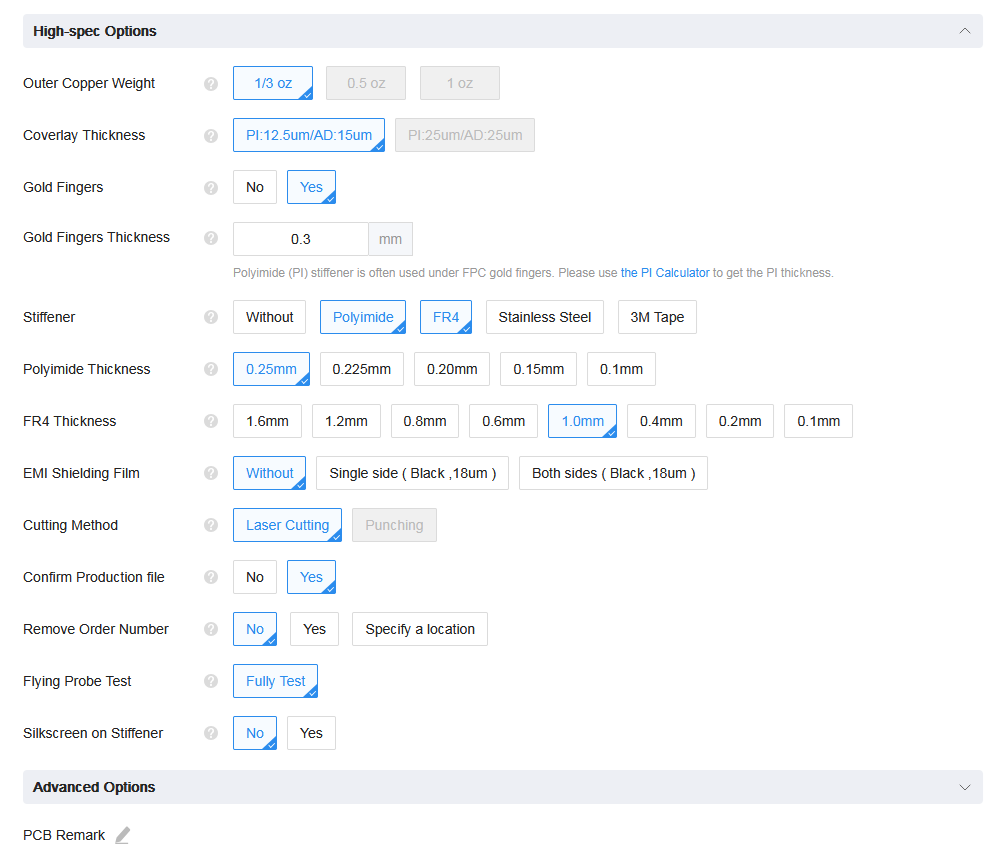 High-spec Options
Outer Copper Weight ? 1/3 oz 0.5 oz 1 oz
Coverlay Thickness ? PI:12.5um/AD:15um PI:25um/AD:25um
Gold Fingers ? No Yes
Gold Fingers Thickness ? 0.3 mm
Polyimide (PI) stiffener is often used under FPC gold fingers. Please use the PI Calculator to get the PI thickness.
Stiffener ? Without Polyimide FR4 Stainless Steel 3M Tape
Polyimide Thickness ? 0.25mm 0.225mm 0.20mm 0.15mm 0.1mm
FR4 Thickness ? 1.6mm 1.2mm 0.8mm 0.6mm 1.0mm 0.4mm 0.2mm 0.1mm
EMI Shielding Film ? Without Single side ( Black ,18um ) Both sides ( Black ,18um )
Cutting Method ? Laser Cutting Punching
Confirm Production file ? No Yes
Remove Order Number ? No Yes Specify a location
Flying Probe Test ? Fully Test
Silkscreen on Stiffener ? No Yes
Advanced Options
PCB Remark